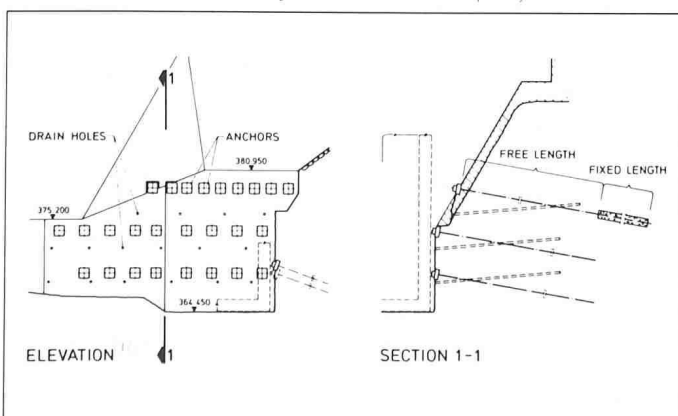 1
DRAIN HOLES
ANCHORS
380,950
375,200
364,450
ELEVATION
1
FREE LENGTH
FIXED LENGTH
SECTION 1-1